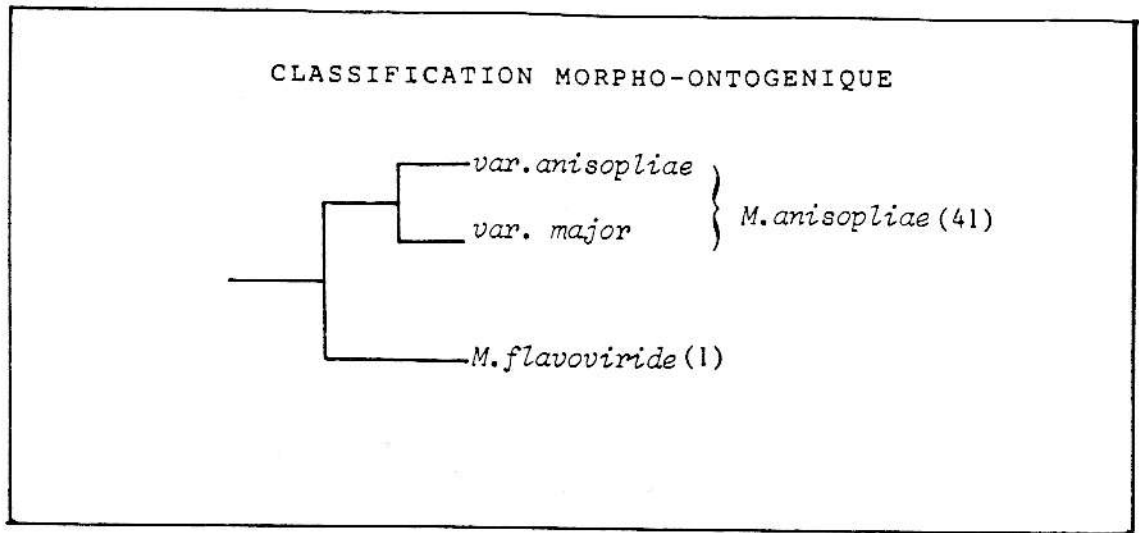 CLASSIFICATION MORPHO-ONTOGENIQUE
var.anisopliae
var. major
M.anisopliae (41)
M.flavoviride (1)